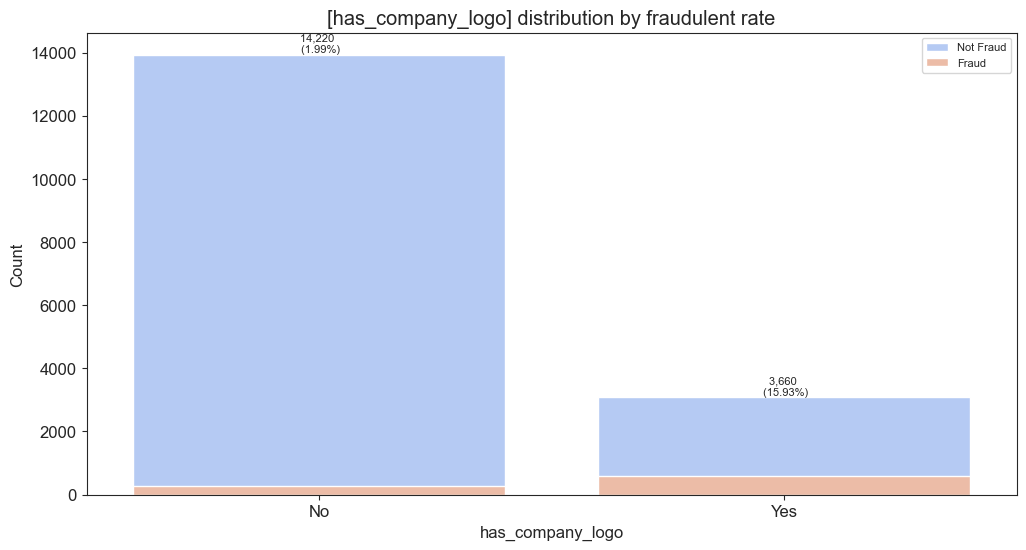 [has_company_logo] distribution by fraudulent rate
14,220
(1.99%)
3,660
(15.93%)
Not Fraud
Fraud
14000
12000
10000
8000
6000
4000
2000
0
Count
No
Yes
has_company_logo